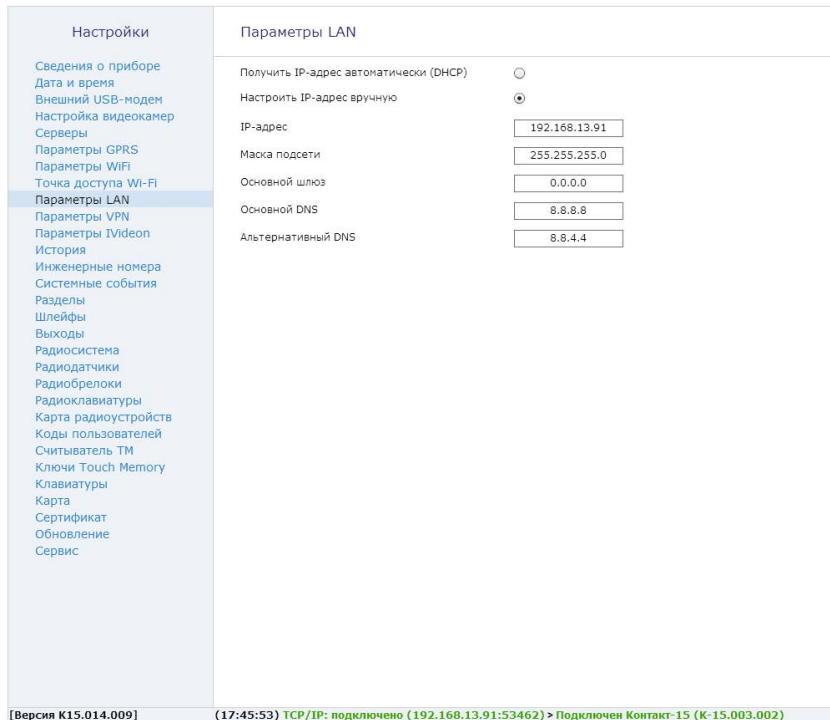 Настройки
Сведения о приборе
Дата и время
Внешний USB-модем
Настройка видеокамер
Серверы
Параметры GPRS
Параметры WiFi
Точка доступа Wi-Fi
Параметры LAN
Параметры VPN
Параметры IVideon
История
Инженерные номера
Системные события
Разделы
Шлейфы
Выходы
Радиосистема
Радиодатчики
Радиобрелоки
Радиоклавиатуры
Карта радиоустройств
Коды пользователей
Считыватель ТМ
Ключи Touch Memory
Клавиатуры
Карта
Сертификат
Обновление
Сервис
Параметры LAN
Получить IP-адрес автоматически (DHCP)
Настроить IP-адрес вручную
IP-адрес 192.168.13.91
Маска подсети 255.255.255.0
Основной шлюз 0.0.0.0
Основной DNS 8.8.8.8
Альтернативный DNS 8.8.4.4
[Версия K15.014.009] (17:45:53) TCP/IP: подключено (192.168.13.91:53462) > Подключен Контакт-15 (K-15.003.002)